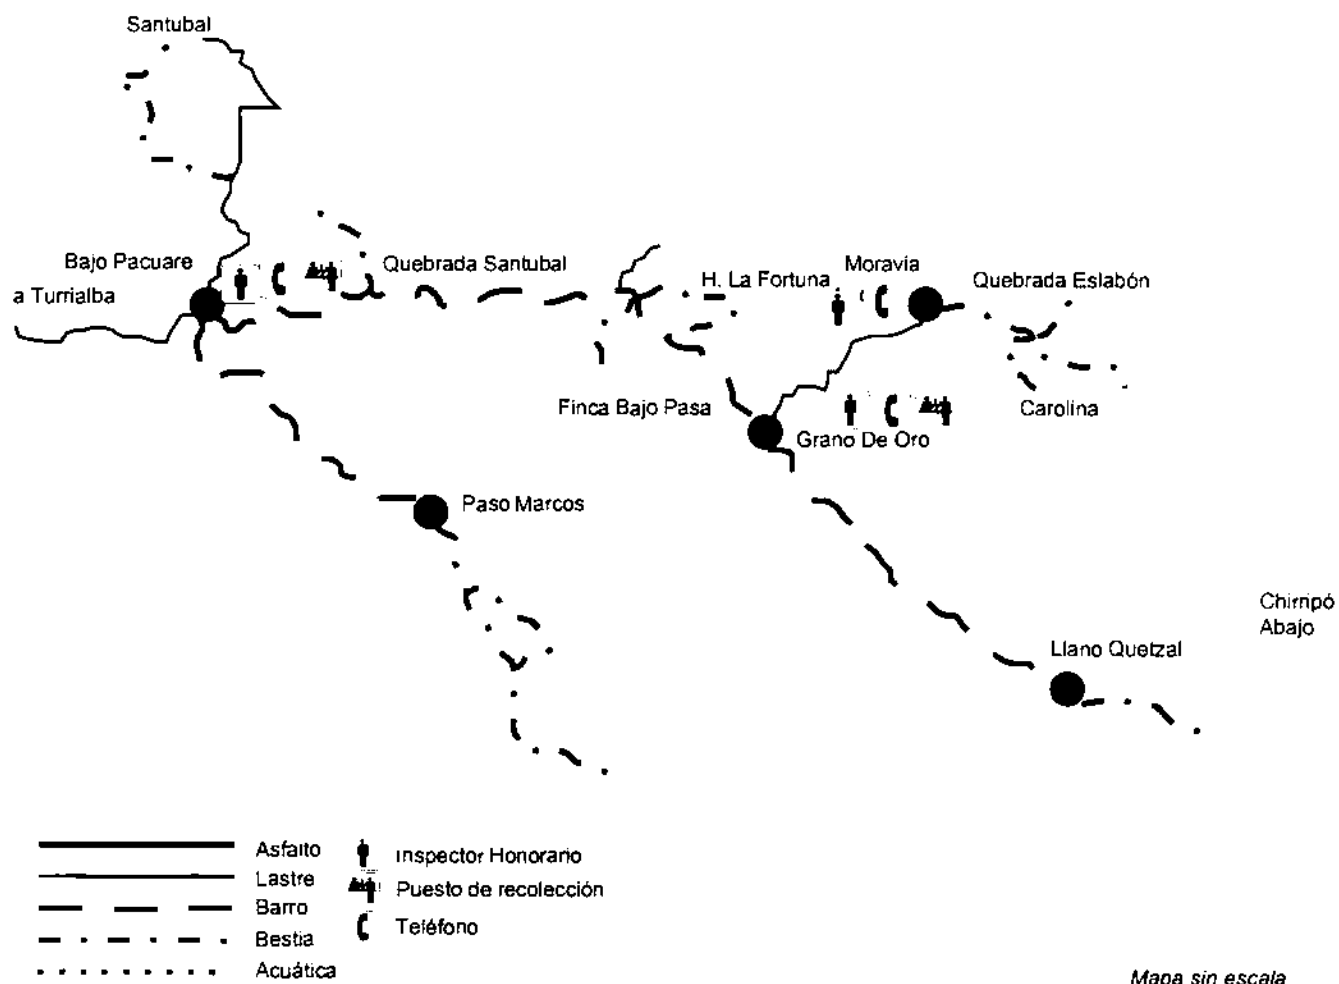 Santubal
Bajo Pacuare
a Turrialba
Quebrada Santubal
H. La Fortuna
Moravia
Quebrada Eslabón
Finca Bajo Pasa
Grano De Oro
Carolina
Paso Marcos
Chirripó
Abajo
Llano Quetzal
Asfalto
Lastre
Barro
Bestia
Acuática
Inspector Honorario
Puesto de recolección
Teléfono
Mapa sin escala